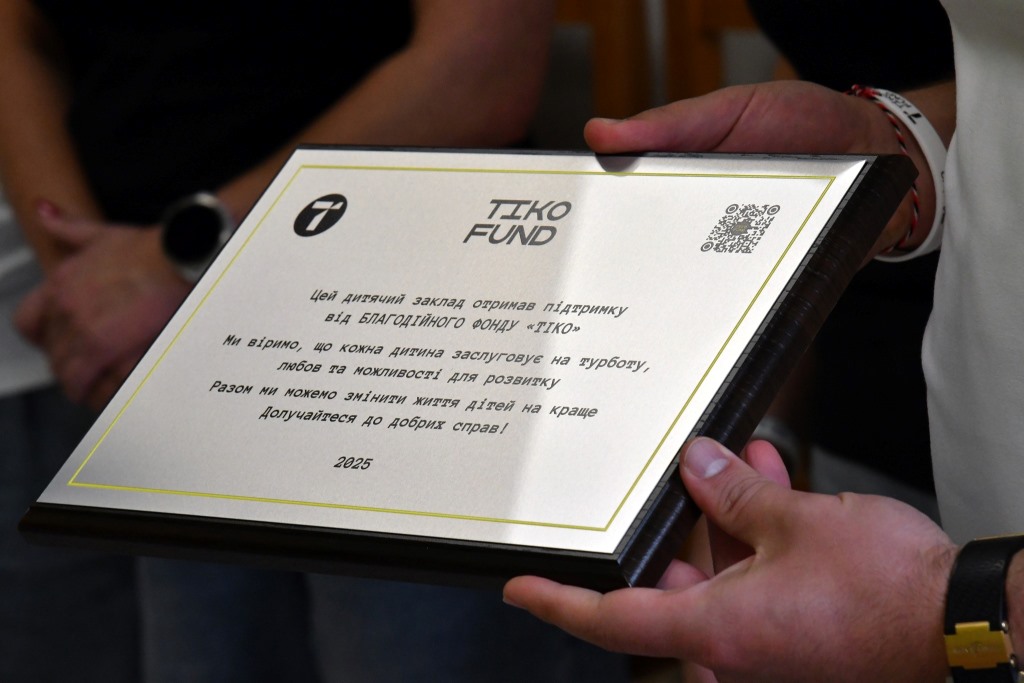 TIKO
FUND
Цей дитячий заклад отримав підтримку
від БЛАГОДІЙНОГО ФОНДУ «ТІКО»
Ми віримо, що кожна дитина заслуговує на турботу,
любов та можливості для розвитку
Разом ми можемо змінити життя дітей на краще
Долучайтеся до добрих справ!
2025